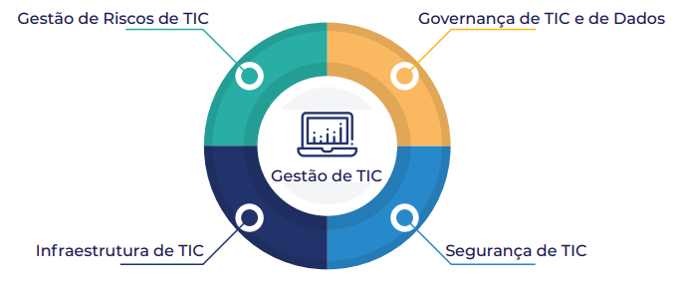 Gestão de Riscos de TIC
Governança de TIC e de Dados
Gestão de TIC
Infraestrutura de TIC
Segurança de TIC